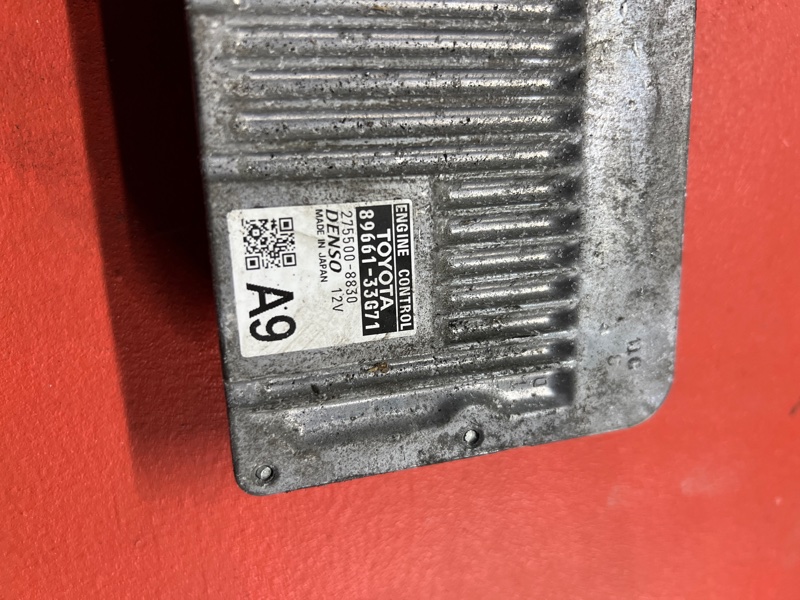 ENGINE CONTROL
TOYOTA
89661-33G71
275500-8830
DENSO 12V
MADE IN JAPAN
A9